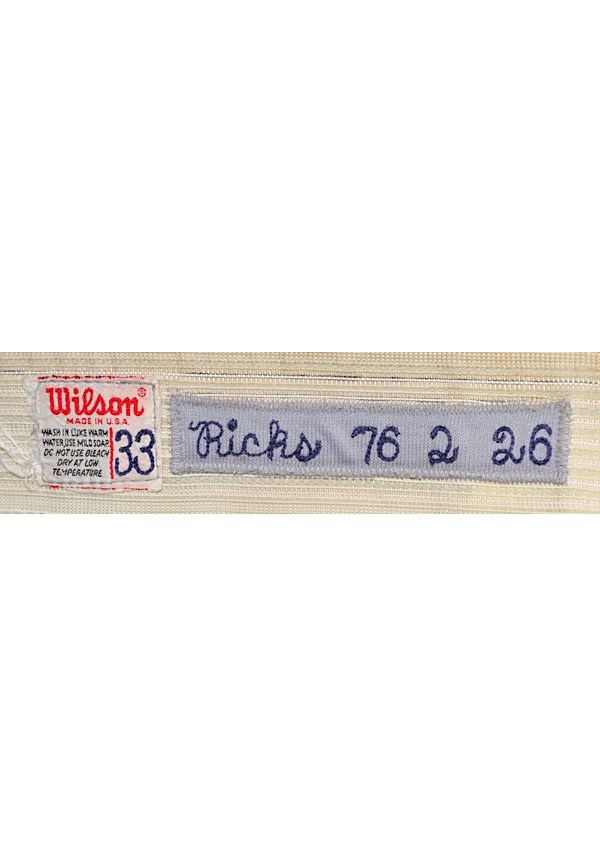 Wilson®
MADE IN U.S.A.
WASH IN LUKE WARM
WATER, USE MILD SOAP.
DO NOT USE BLEACH
DRY AT LOW
TEMPERATURE
33
Ricks 76 2 26